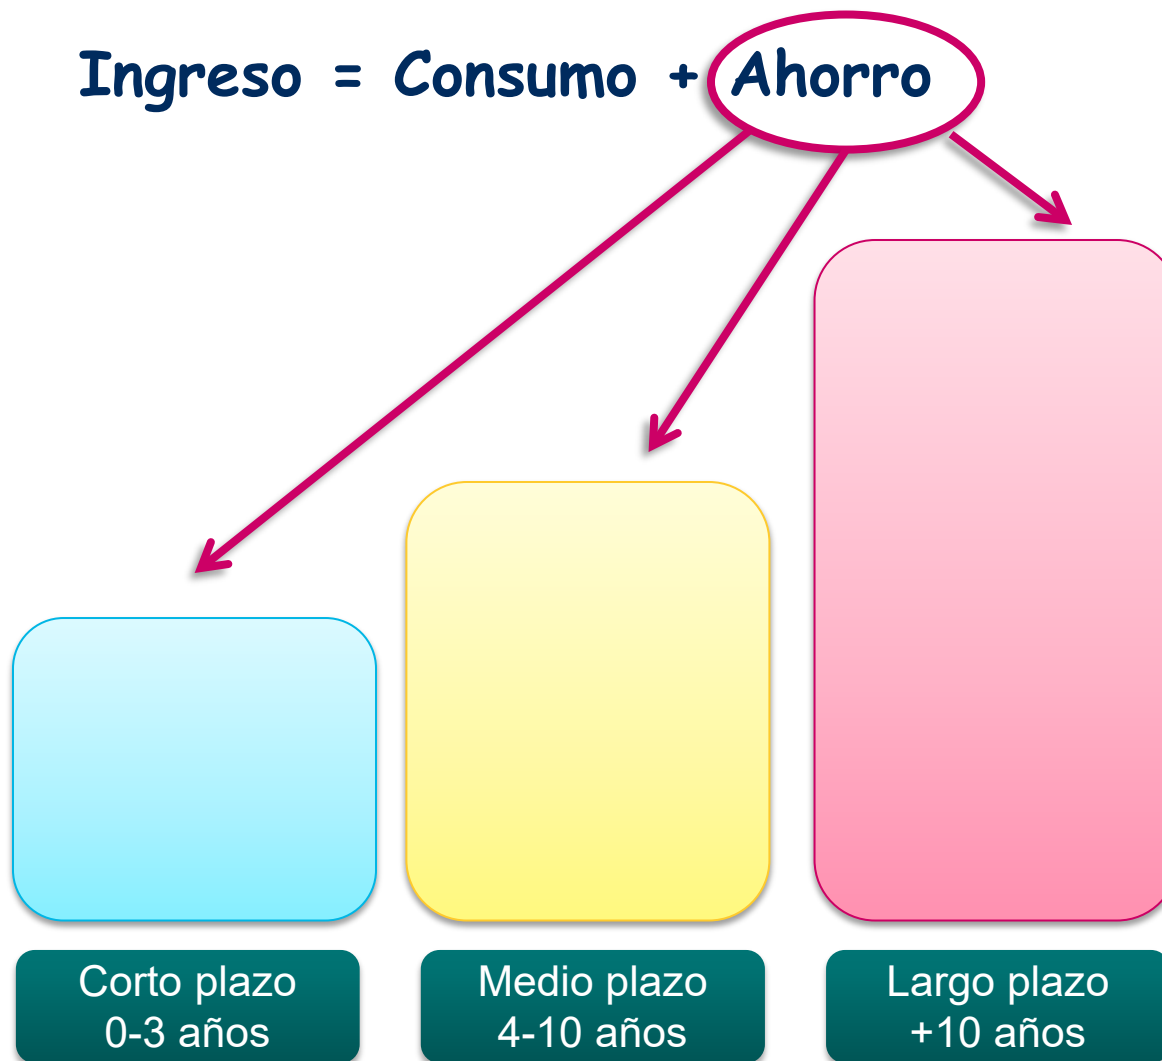 Ingreso = Consumo + Ahorro
Corto plazo
0-3 años
Medio plazo
4-10 años
Largo plazo
+10 años